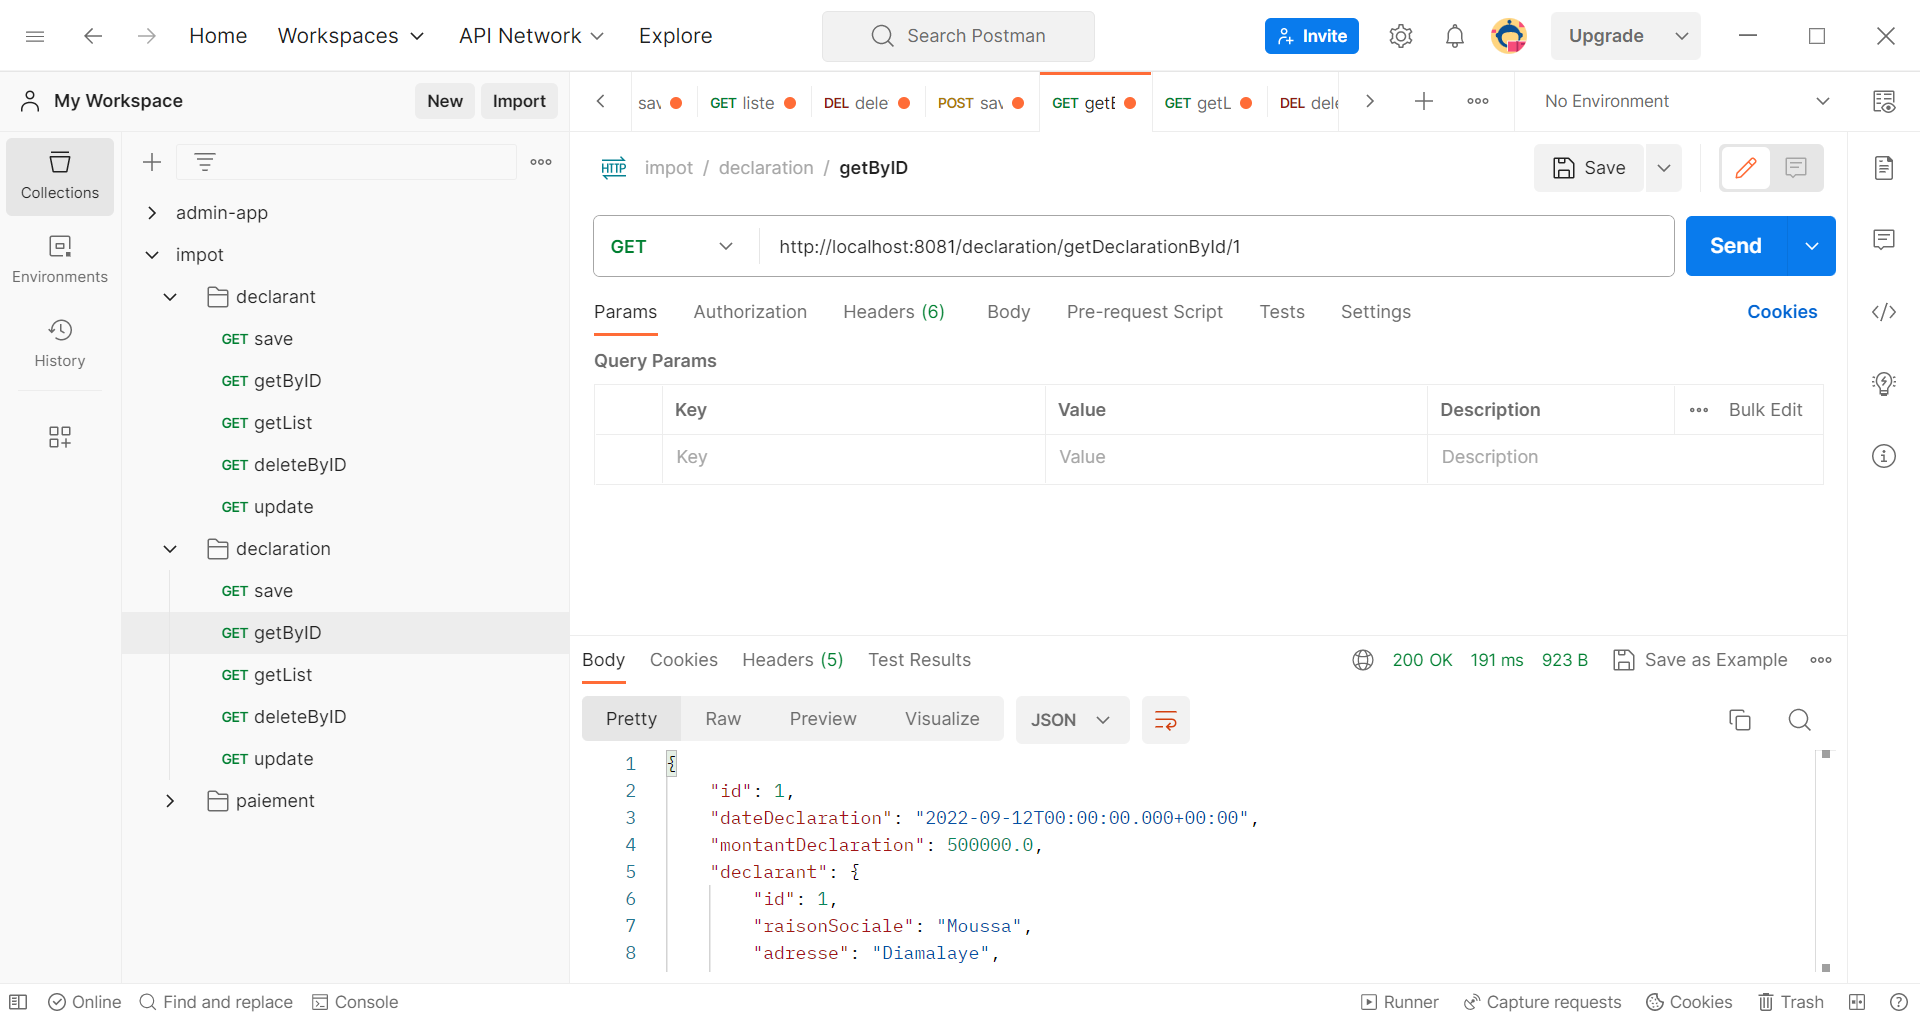 Home Workspaces API Network Explore Search Postman Invite Upgrade
My Workspace New Import
sav GET liste DEL dele POST sav GET getB GET getL DEL dele No Environment
Collections
Environments
History
admin-app
impot
declarant
GET save
GET getByID
GET getList
GET deleteByID
GET update
declaration
GET save
GET getByID
GET getList
GET deleteByID
GET update
paiement
HTTP impot / declaration / getByID Save
GET http://localhost:8081/declaration/getDeclarationById/1 Send
Params Authorization Headers (6) Body Pre-request Script Tests Settings Cookies
Query Params
Key Value Description Bulk Edit
Key Value Description
Body Cookies Headers (5) Test Results 200 OK 191 ms 923 B Save as Example
Pretty Raw Preview Visualize JSON
1 {
2 "id": 1,
3 "dateDeclaration": "2022-09-12T00:00:00.000+00:00",
4 "montantDeclaration": 500000.0,
5 "declarant": {
6 "id": 1,
7 "raisonSociale": "Moussa",
8 "adresse": "Diamalaye",
Online Find and replace Console Runner Capture requests Cookies Trash